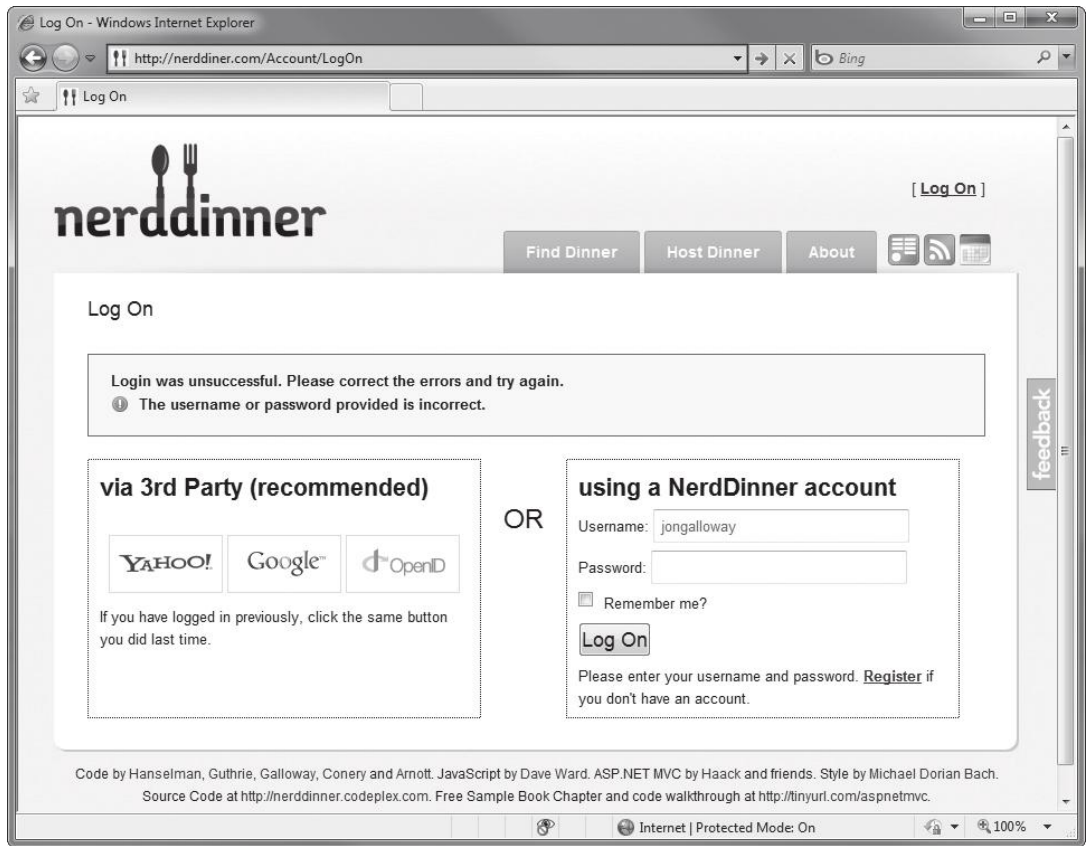 Log On - Windows Internet Explorer
http://nerddiner.com/Account/LogOn
Bing
Log On
nerddinner
[ Log On ]
Find Dinner
Host Dinner
About
Log On
Login was unsuccessful. Please correct the errors and try again.
The username or password provided is incorrect.
feedback
via 3rd Party (recommended)
YAHOO!
Google™
OpenID
If you have logged in previously, click the same button
you did last time.
OR
using a NerdDinner account
Username: jongalloway
Password:
Remember me?
Log On
Please enter your username and password. Register if
you don't have an account.
Code by Hanselman, Guthrie, Galloway, Conery and Arnott. JavaScript by Dave Ward. ASP.NET MVC by Haack and friends. Style by Michael Dorian Bach.
Source Code at http://nerddinner.codeplex.com. Free Sample Book Chapter and code walkthrough at http://tinyurl.com/aspnetmvc.
Internet | Protected Mode: On
100%